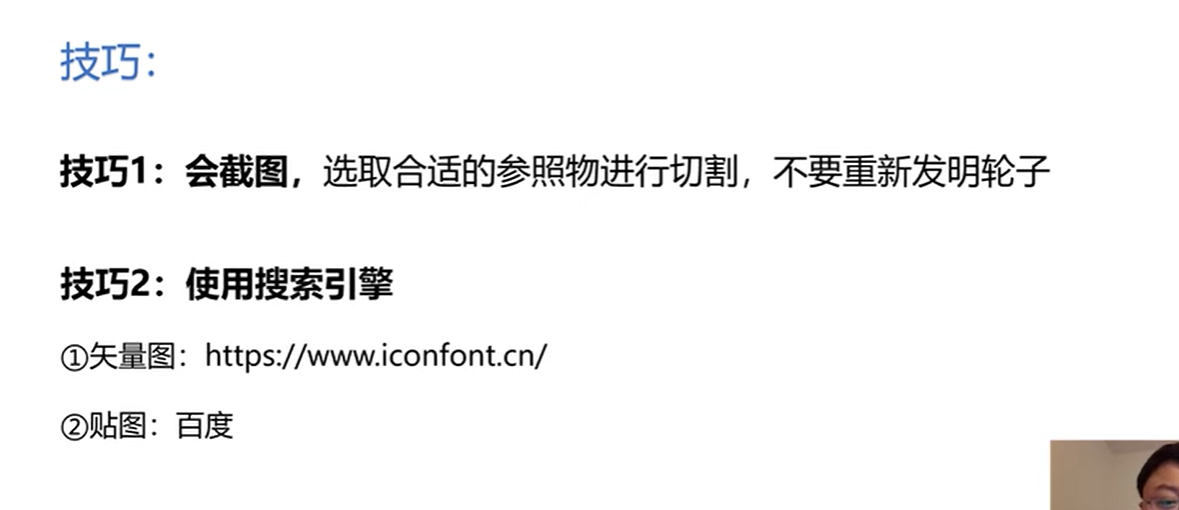 技巧：
技巧1：会截图，选取合适的参照物进行切割，不要重新发明轮子
技巧2：使用搜索引擎
①矢量图：https://www.iconfont.cn/
②贴图：百度